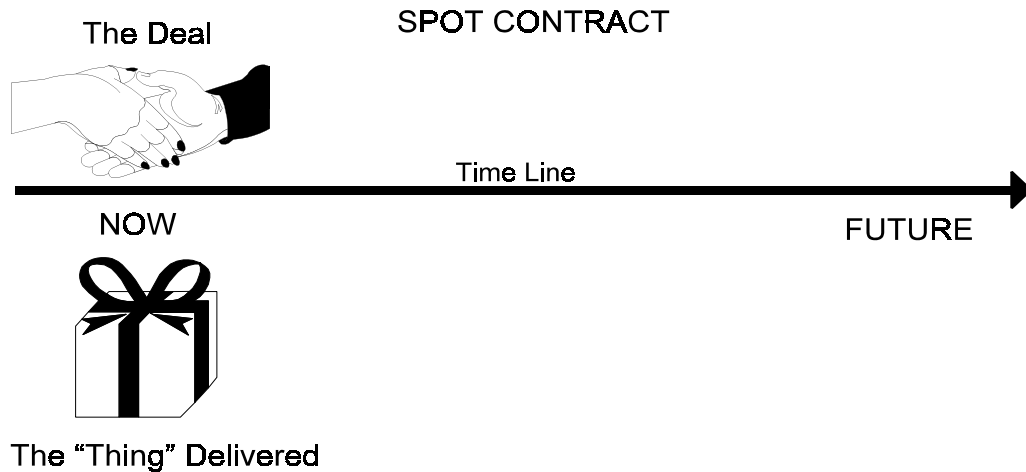 SPOT CONTRACT
The Deal
Time Line
NOW
FUTURE
The “Thing” Delivered